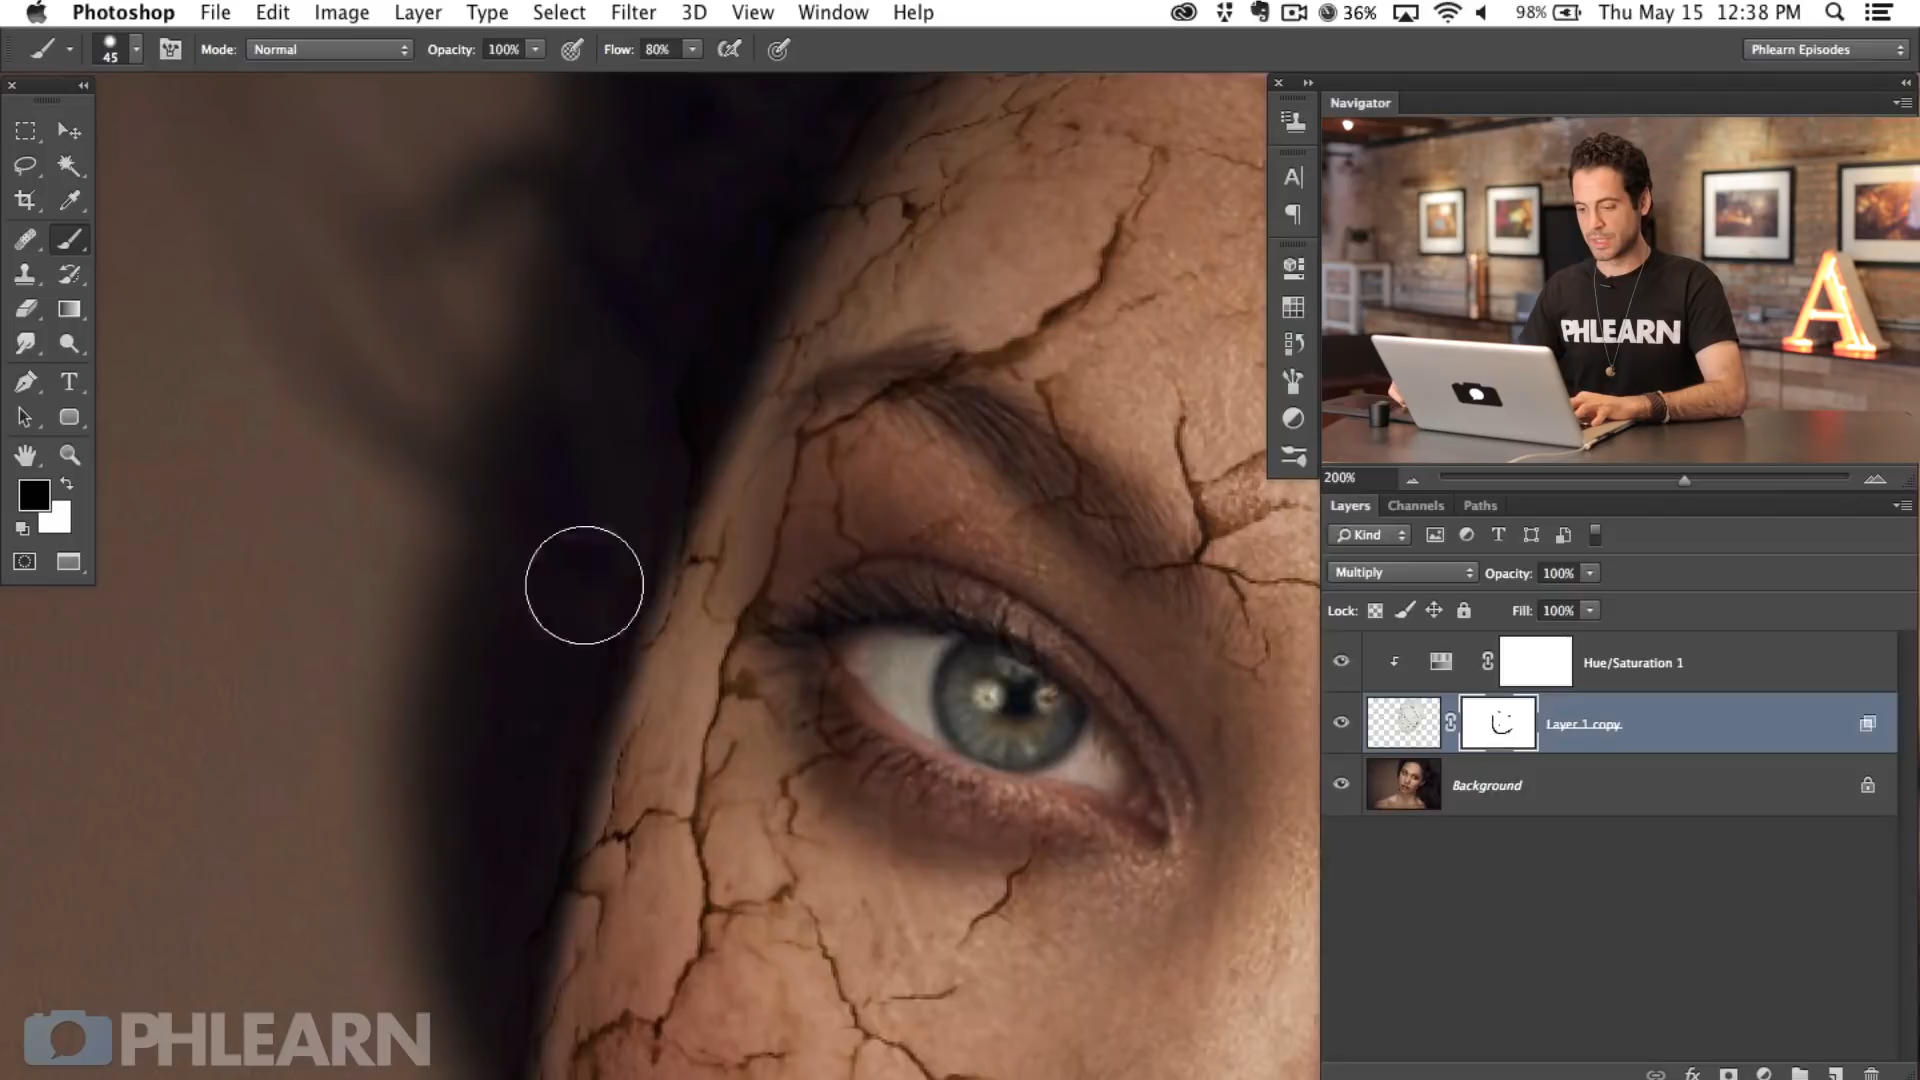 Photoshop File Edit Image Layer Type Select Filter 3D View Window Help 36% 98% Thu May 15 12:38 PM
45 Mode: Normal Opacity: 100% Flow: 80% Phlearn Episodes
Navigator
PHLEARN
A
200%
Layers Channels Paths
Kind
Multiply Opacity: 100%
Lock: Fill: 100%
Hue/Saturation 1
Layer 1 copy
Background
PHLEARN